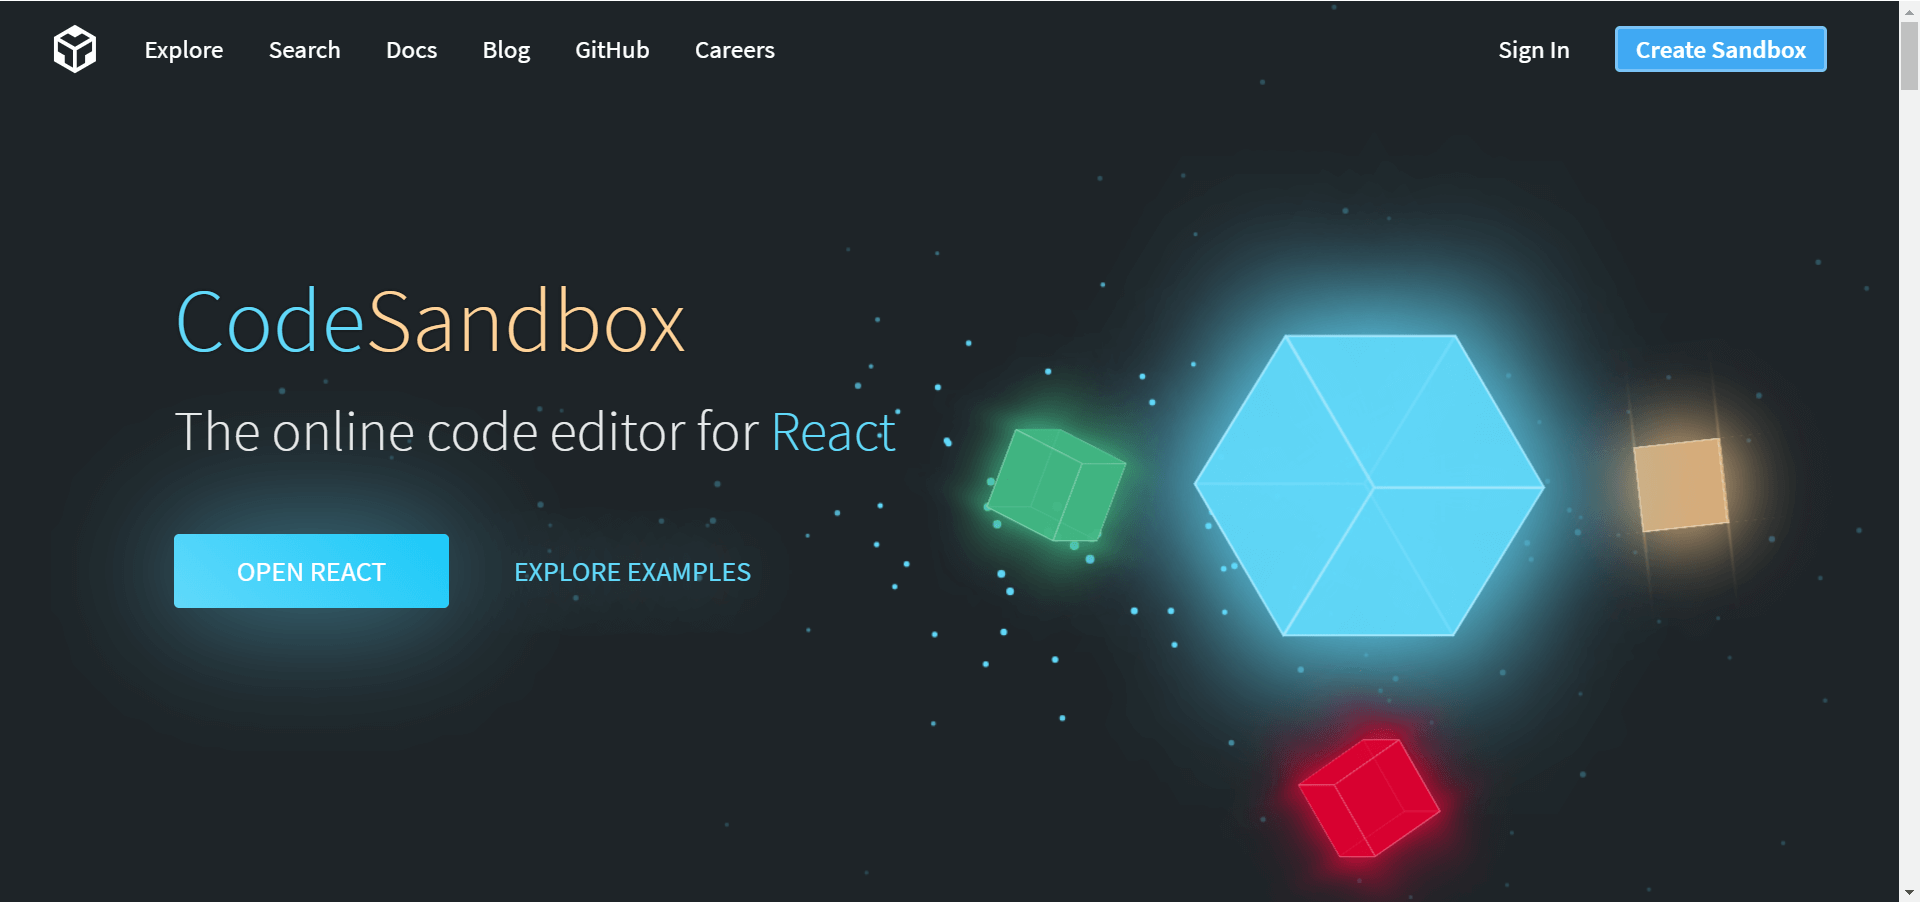 Explore Search Docs Blog GitHub Careers Sign In Create Sandbox
CodeSandbox
The online code editor for React
OPEN REACT EXPLORE EXAMPLES